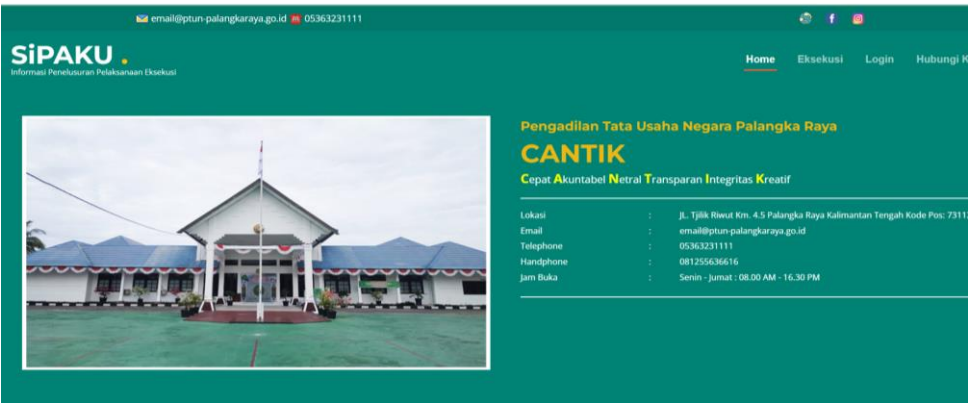 email@ptun-palangkaraya.go.id 05363231111
SiPAKU .
Informasi Penelusuran Pelaksanaan Eksekusi
Home Eksekusi Login Hubungi K
Pengadilan Tata Usaha Negara Palangka Raya
CANTIK
Cepat Akuntabel Netral Transparan Integritas Kreatif
Lokasi : JL. Tjilik Riwut Km. 4.5 Palangka Raya Kalimantan Tengah Kode Pos: 7311
Email : email@ptun-palangkaraya.go.id
Telephone : 05363231111
Handphone : 081255636616
Jam Buka : Senin - Jumat : 08.00 AM - 16.30 PM